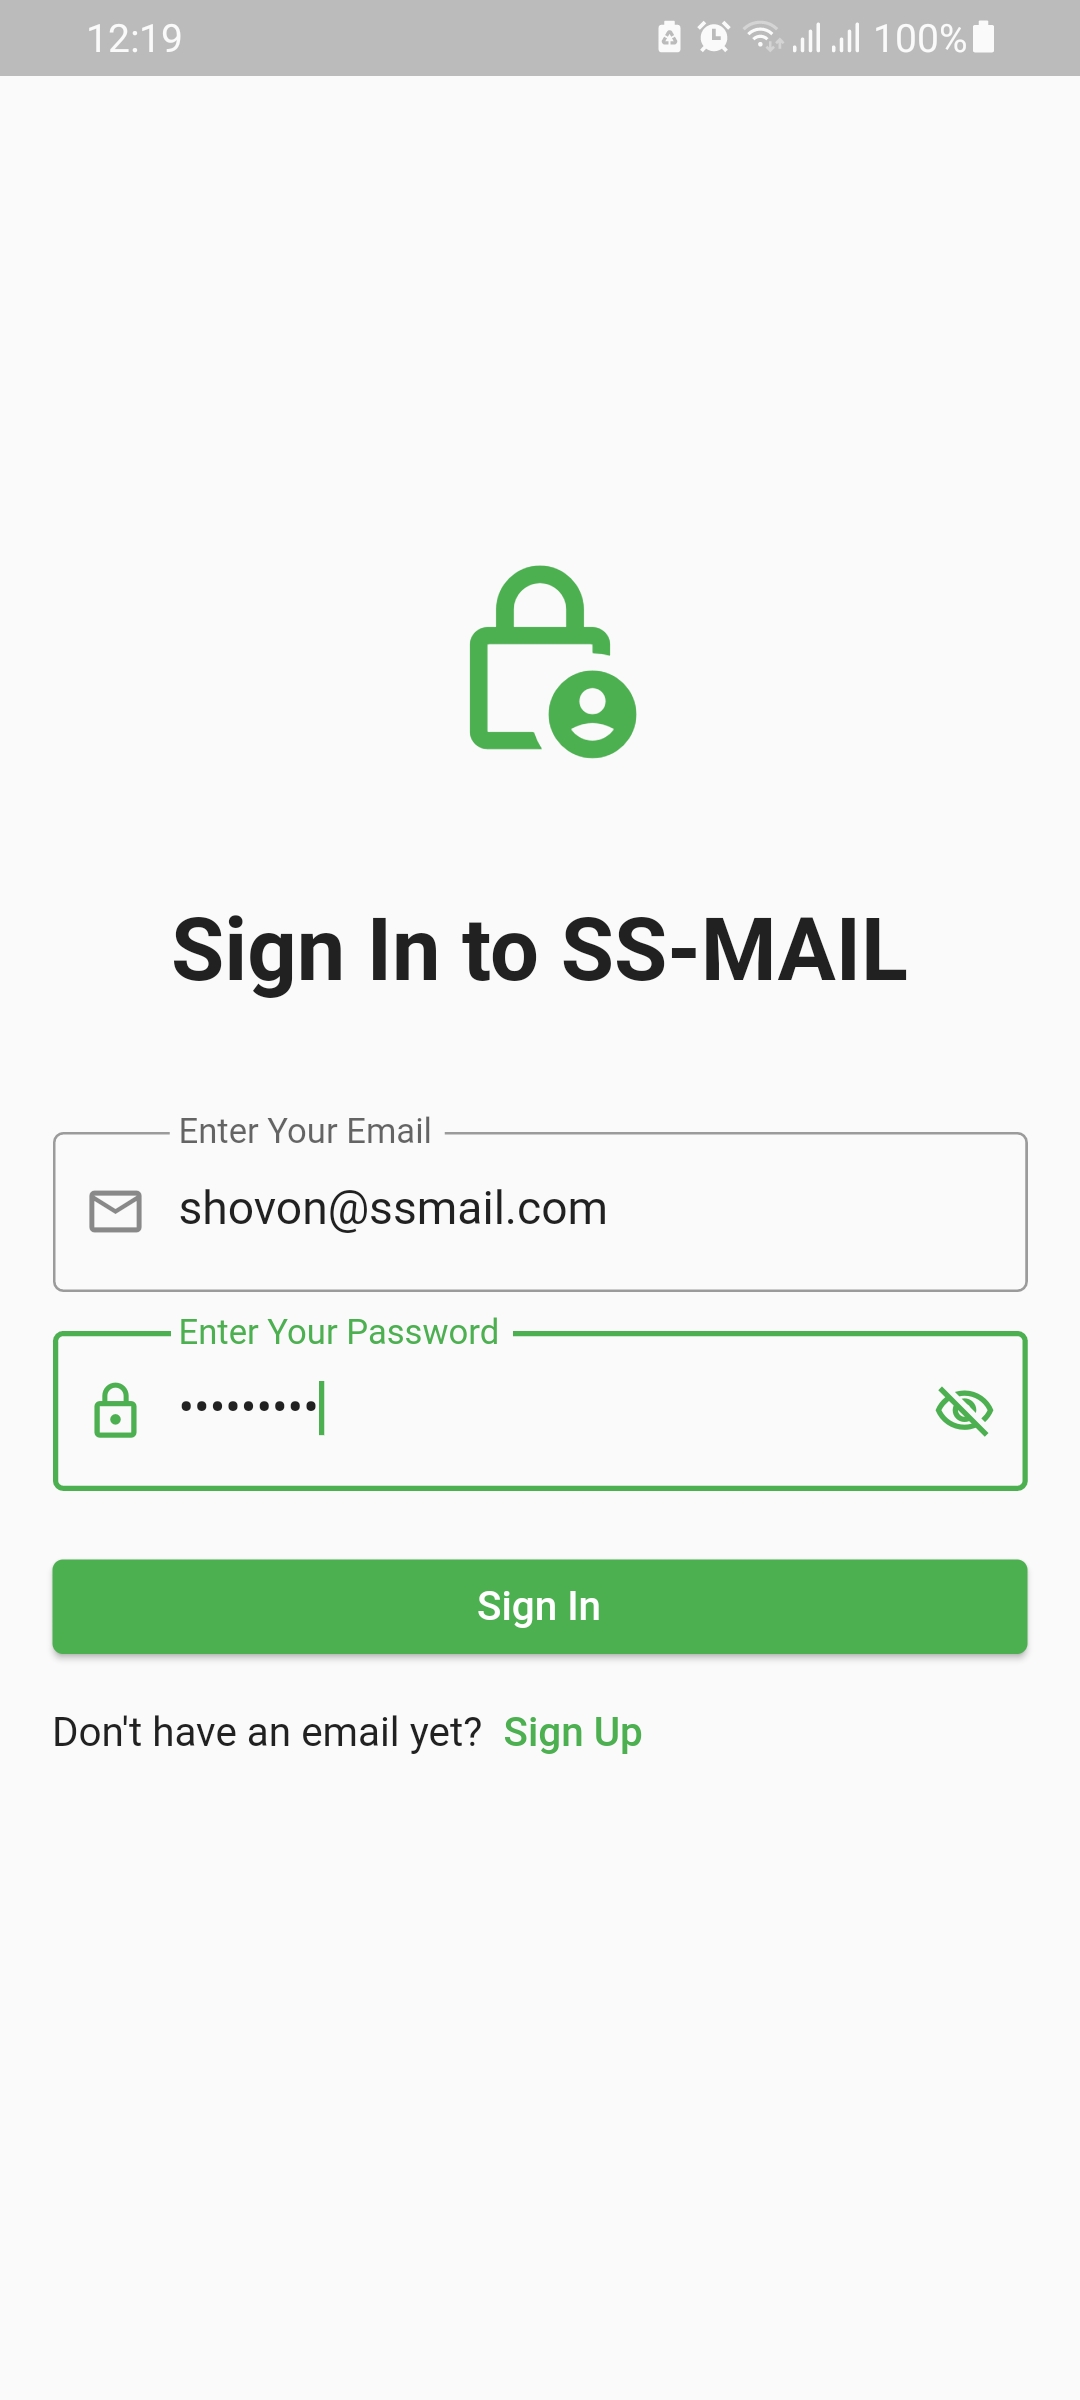 12:19 100%
Sign In to SS-MAIL
Enter Your Email
shovon@ssmail.com
Enter Your Password
•••••••••
Sign In
Don't have an email yet? Sign Up